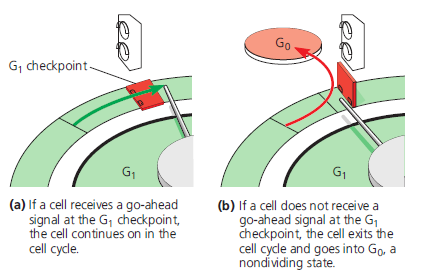 G₀
G₁ checkpoint
G₁
G₁
(a) If a cell receives a go-ahead
signal at the G₁ checkpoint,
the cell continues on in the
cell cycle.
(b) If a cell does not receive a
go-ahead signal at the G₁
checkpoint, the cell exits the
cell cycle and goes into G₀, a
nondividing state.